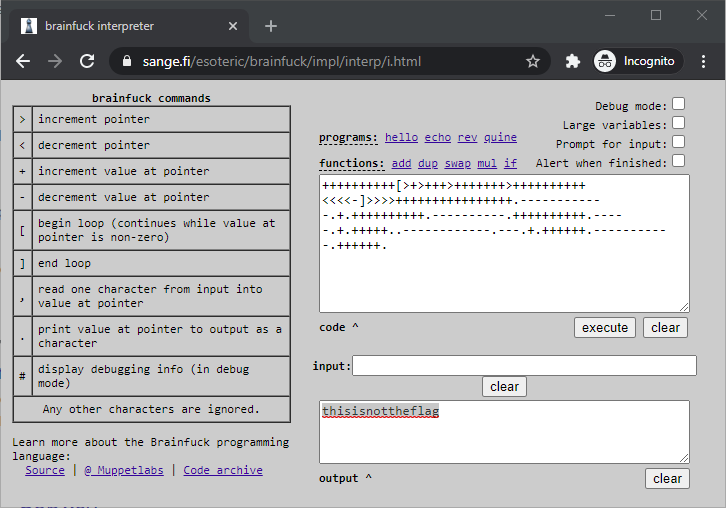 brainfuck interpreter
sange.fi/esoteric/brainfuck/impl/interp/i.html
Incognito
brainfuck commands
> increment pointer
< decrement pointer
+ increment value at pointer
- decrement value at pointer
[ begin loop (continues while value at
pointer is non-zero)
] end loop
, read one character from input into
value at pointer
. print value at pointer to output as a
character
# display debugging info (in debug
mode)
Any other characters are ignored.
Learn more about the Brainfuck programming
language:
Source | @ Muppetlabs | Code archive
Debug mode:
Large variables:
programs: hello echo rev quine
Prompt for input:
functions: add dup swap mul if
Alert when finished:
++++++++++[>+>+++>+++++++>++++++++++
<<<<-]>>>>++++++++++++++++.-----------
-.+.++++++++++.----------.++++++++++.----
-.+.+++++..------------.---.+.++++++.----------
-.++++++.
code ^ execute clear
input:
clear
thisisnottheflag
output ^ clear